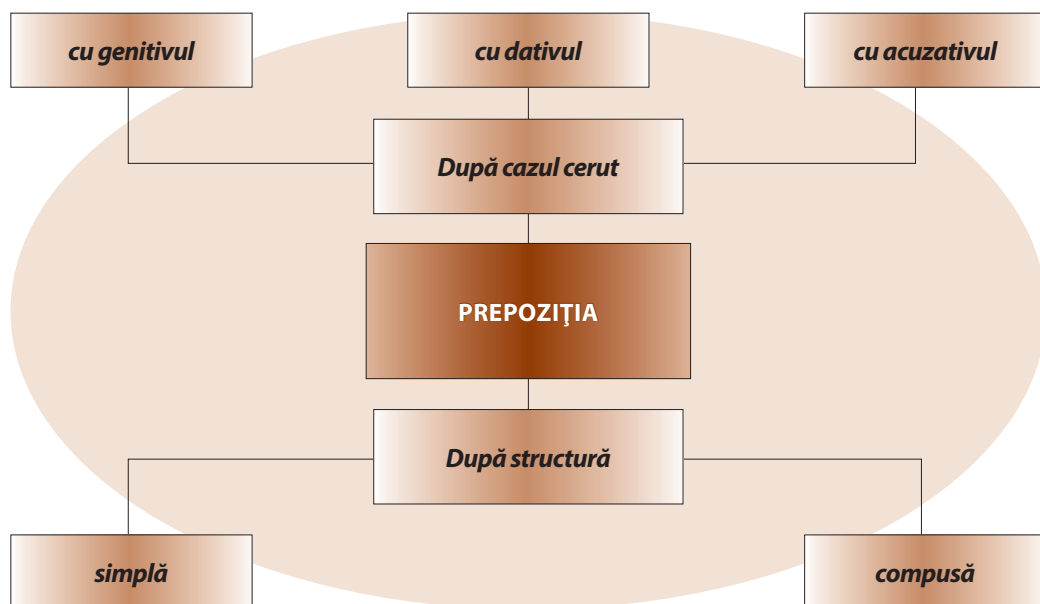 cu genitivul
cu dativul
cu acuzativul
După cazul cerut
PREPOZIŢIA
După structură
simplă
compusă